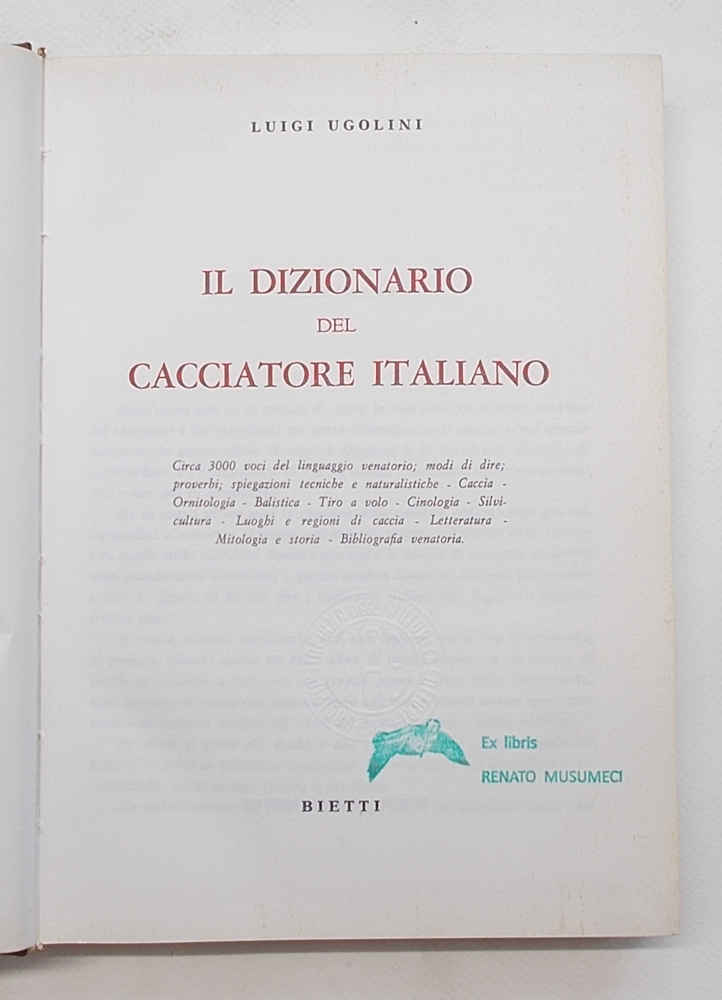 LUIGI UGOLINI
IL DIZIONARIO
DEL
CACCIATORE ITALIANO
Circa 3000 voci del linguaggio venatorio; modi di dire;
proverbi; spiegazioni tecniche e naturalistiche - Caccia -
Ornitologia - Balistica - Tiro a volo - Cinologia - Silvi-
cultura - Luoghi e regioni di caccia - Letteratura -
Mitologia e storia - Bibliografia venatoria.
Ex libris
RENATO MUSUMECI
BIETTI